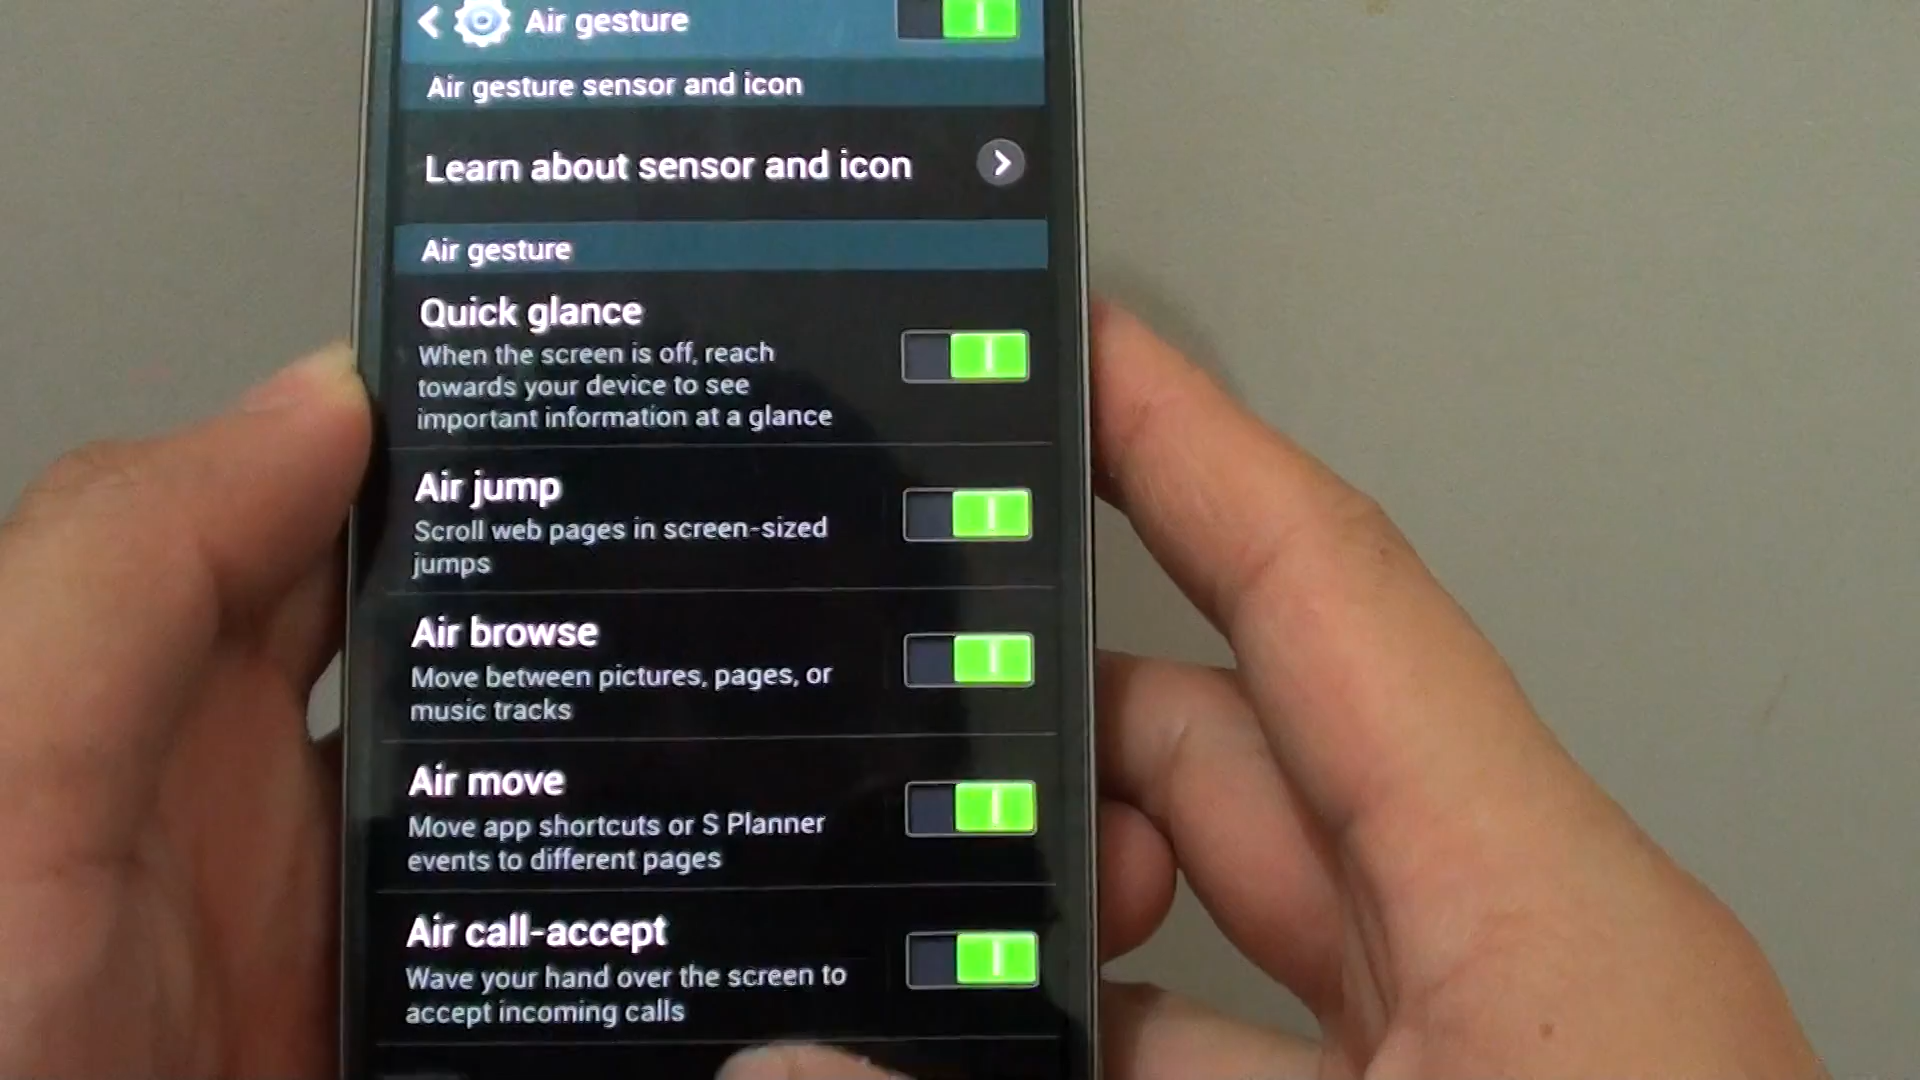 Air gesture
Air gesture sensor and icon
Learn about sensor and icon
Air gesture
Quick glance
When the screen is off, reach
towards your device to see
important information at a glance
Air jump
Scroll web pages in screen-sized
jumps
Air browse
Move between pictures, pages, or
music tracks
Air move
Move app shortcuts or S Planner
events to different pages
Air call-accept
Wave your hand over the screen to
accept incoming calls